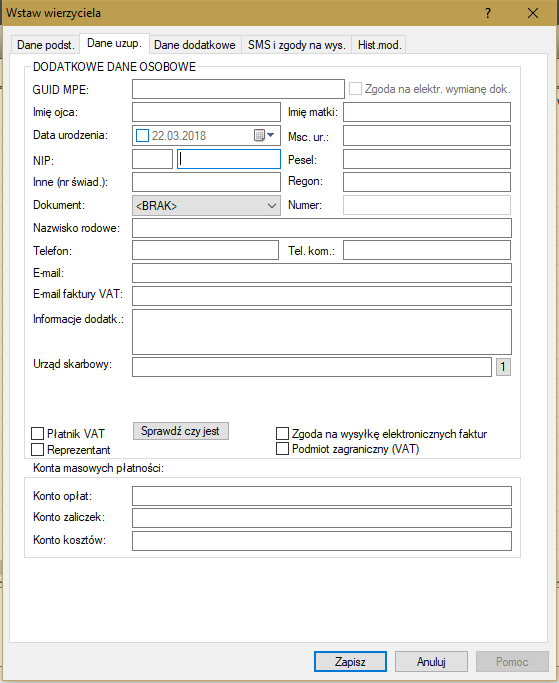 Wstaw wierzyciela
?
Dane podst. Dane uzup. Dane dodatkowe SMS i zgody na wys. Hist.mod.
DODATKOWE DANE OSOBOWE
GUID MPE: Zgoda na elektr. wymianę dok.
Imię ojca: Imię matki:
Data urodzenia: 22.03.2018 Msc. ur.:
NIP: Pesel:
Inne (nr świad.): Regon:
Dokument: <BRAK> Numer:
Nazwisko rodowe:
Telefon: Tel. kom.:
E-mail:
E-mail faktury VAT:
Informacje dodatk.:
Urząd skarbowy: 1
Płatnik VAT Sprawdź czy jest Zgoda na wysyłkę elektronicznych faktur
Reprezentant Podmiot zagraniczny (VAT)
Konta masowych płatności:
Konto opłat:
Konto zaliczek:
Konto kosztów:
Zapisz Anuluj Pomoc